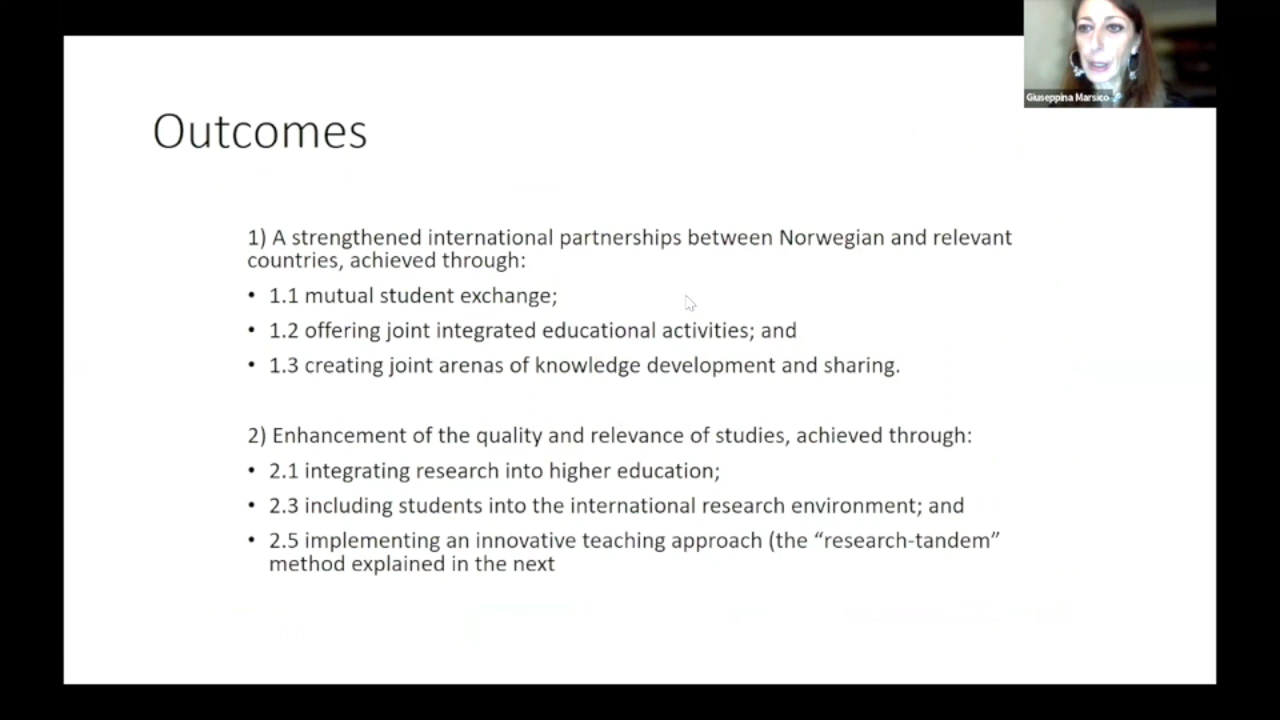 Giuseppina Marsico
Outcomes
1) A strengthened international partnerships between Norwegian and relevant
countries, achieved through:
• 1.1 mutual student exchange;
• 1.2 offering joint integrated educational activities; and
• 1.3 creating joint arenas of knowledge development and sharing.
2) Enhancement of the quality and relevance of studies, achieved through:
• 2.1 integrating research into higher education;
• 2.3 including students into the international research environment; and
• 2.5 implementing an innovative teaching approach (the “research-tandem”
method explained in the next